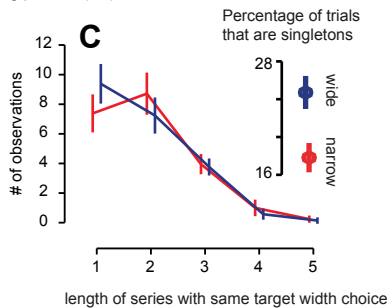 Percentage of trials
that are singletons
C
12
10
8
6
4
2
0
# of observations
28
16
wide
narrow
1 2 3 4 5
length of series with same target width choice